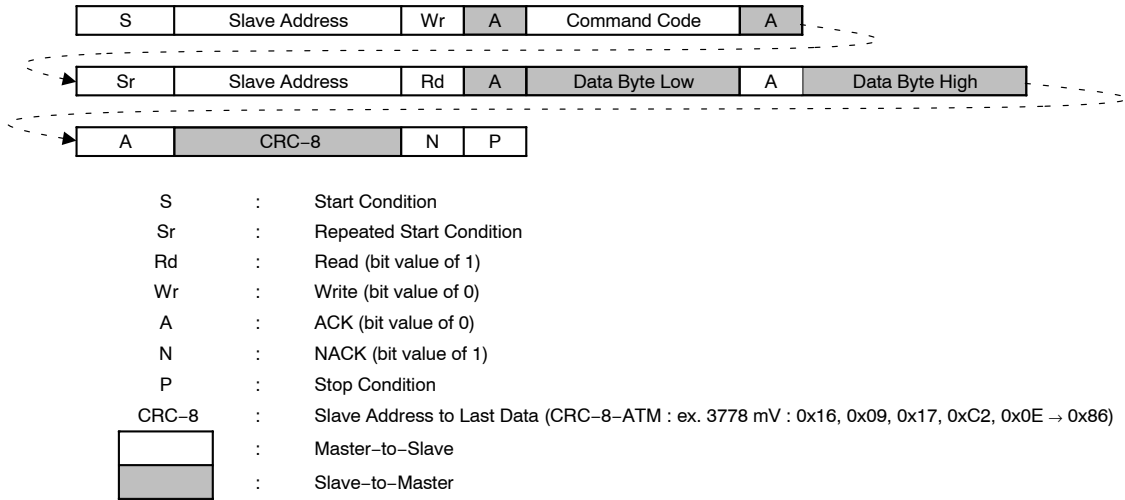 S Slave Address Wr A Command Code A
Sr Slave Address Rd A Data Byte Low A Data Byte High
A CRC−8 N P
S : Start Condition
Sr : Repeated Start Condition
Rd : Read (bit value of 1)
Wr : Write (bit value of 0)
A : ACK (bit value of 0)
N : NACK (bit value of 1)
P : Stop Condition
CRC−8 : Slave Address to Last Data (CRC−8−ATM : ex. 3778 mV : 0x16, 0x09, 0x17, 0xC2, 0x0E → 0x86)
: Master−to−Slave
: Slave−to−Master